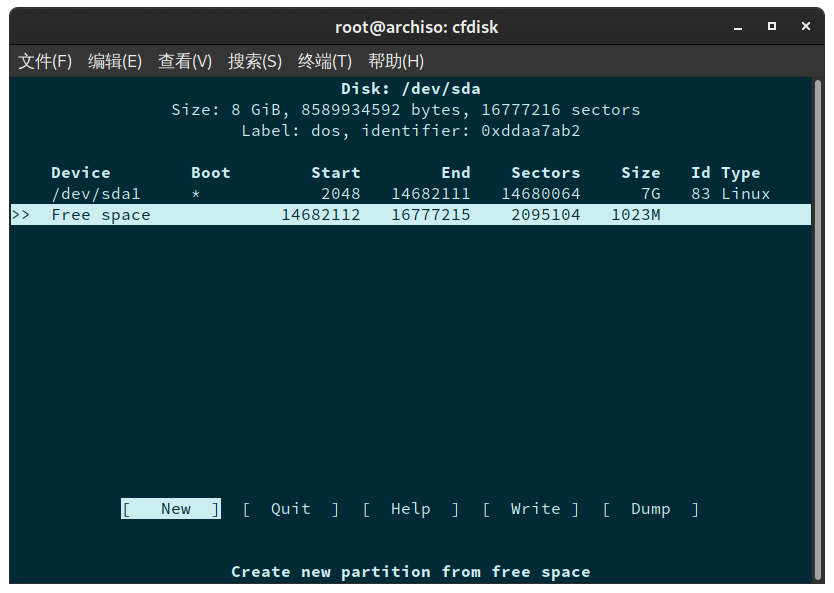 root@archiso: cfdisk
文件(F) 编辑(E) 查看(V) 搜索(S) 终端(T) 帮助(H)
Disk: /dev/sda
Size: 8 GiB, 8589934592 bytes, 16777216 sectors
Label: dos, identifier: 0xddaa7ab2
Device Boot Start End Sectors Size Id Type
/dev/sda1 * 2048 14682111 14680064 7G 83 Linux
>> Free space 14682112 16777215 2095104 1023M
[ New ] [ Quit ] [ Help ] [ Write ] [ Dump ]
Create new partition from free space